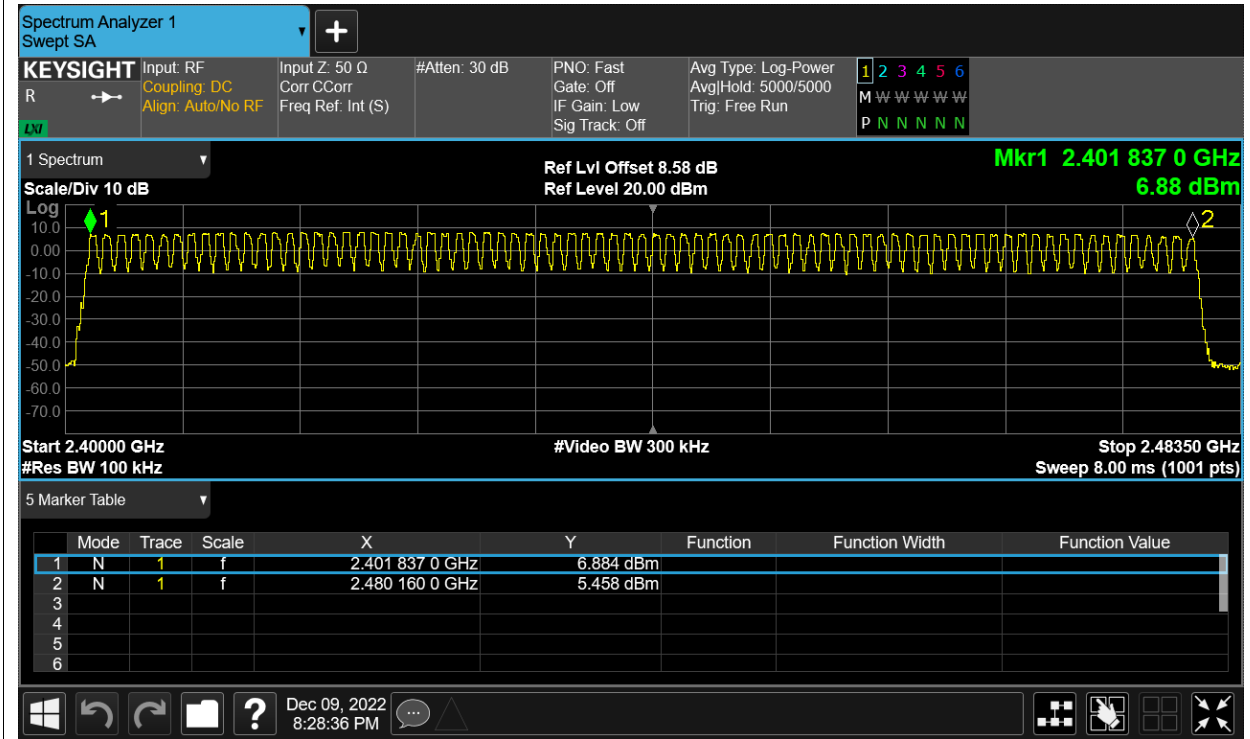 Spectrum Analyzer 1
Swept SA
+
KEYSIGHT
R
LXI
Input: RF
Coupling: DC
Align: Auto/No RF
Input Z: 50 Ω
Corr CCorr
Freq Ref: Int (S)
#Atten: 30 dB
PNO: Fast
Gate: Off
IF Gain: Low
Sig Track: Off
Avg Type: Log-Power
Avg|Hold: 5000/5000
Trig: Free Run
1 2 3 4 5 6
M W W W W W
P N N N N N
1 Spectrum
Scale/Div 10 dB
Ref Lvl Offset 8.58 dB
Ref Level 20.00 dBm
Mkr1 2.401 837 0 GHz
6.88 dBm
Log
1
2
10.0
0.00
-10.0
-20.0
-30.0
-40.0
-50.0
-60.0
-70.0
Start 2.40000 GHz
#Video BW 300 kHz
Stop 2.48350 GHz
#Res BW 100 kHz
Sweep 8.00 ms (1001 pts)
5 Marker Table
Mode Trace Scale X Y Function Function Width Function Value
1 N 1 f 2.401 837 0 GHz 6.884 dBm
2 N 1 f 2.480 160 0 GHz 5.458 dBm
3
4
5
6
?
Dec 09, 2022
8:28:36 PM